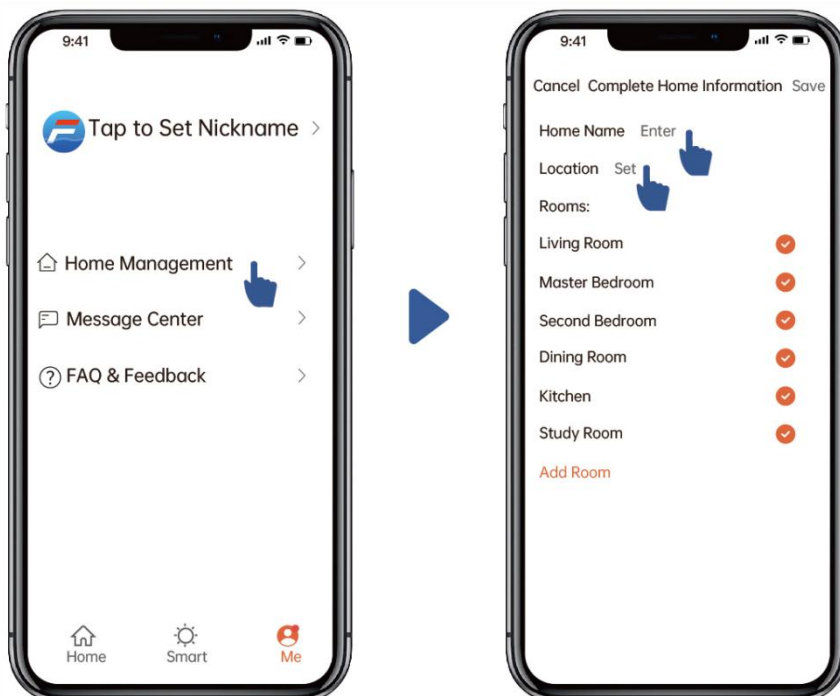 9:41
Tap to Set Nickname
Home Management
Message Center
FAQ & Feedback
Home Smart Me
9:41
Cancel Complete Home Information Save
Home Name Enter
Location Set
Rooms:
Living Room
Master Bedroom
Second Bedroom
Dining Room
Kitchen
Study Room
Add Room